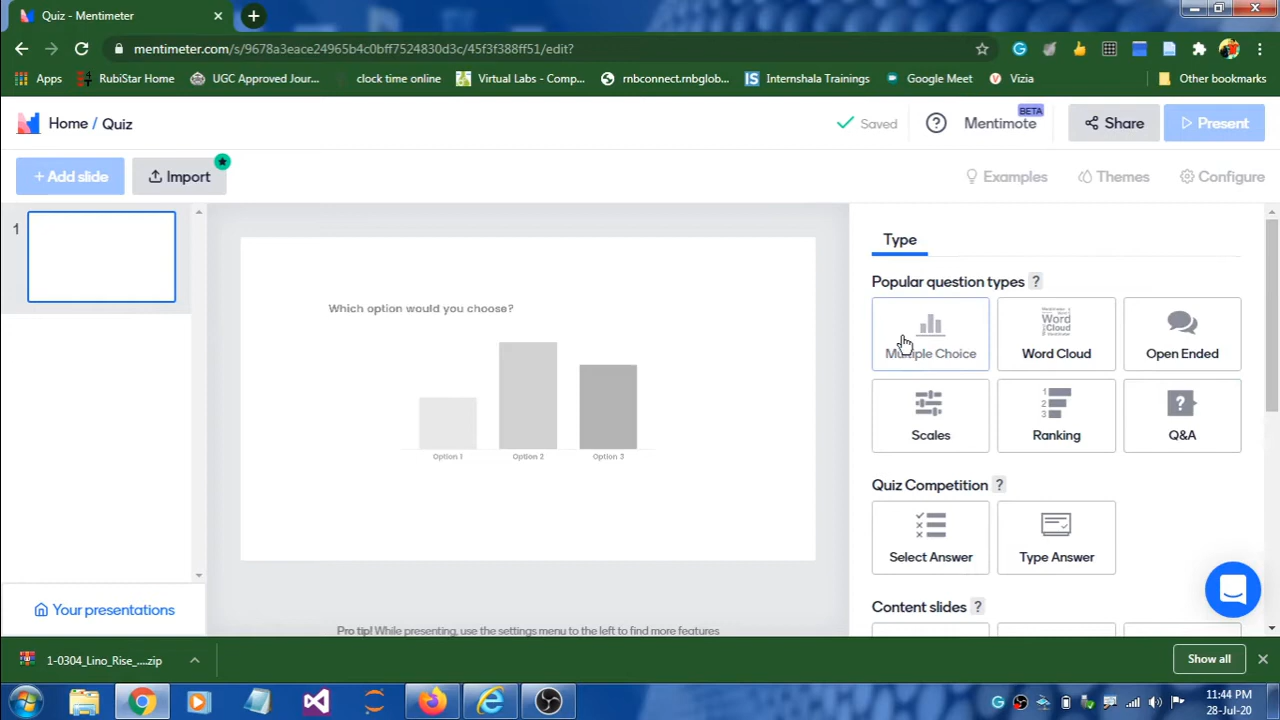 Quiz - Mentimeter
mentimeter.com/s/9678a3eace24965b4c0bff7524830d3c/45f3f388ff51/edit?
Apps RubiStar Home UGC Approved Jour... clock time online Virtual Labs - Comp... rnbconnect.rnbglob... IS Internshala Trainings Google Meet Vizia Other bookmarks
Home / Quiz Saved ? Mentimote BETA Share Present
+ Add slide Import Examples Themes Configure
1
Which option would you choose?
Option 1 Option 2 Option 3
Pro tip! While presenting, use the settings menu to the left to find more features
Your presentations
Type
Popular question types ?
Multiple Choice Word Cloud Open Ended
Scales Ranking Q&A
Quiz Competition ?
Select Answer Type Answer
Content slides ?
1-0304_Lino_Rise_....zip Show all
11:44 PM
28-Jul-20